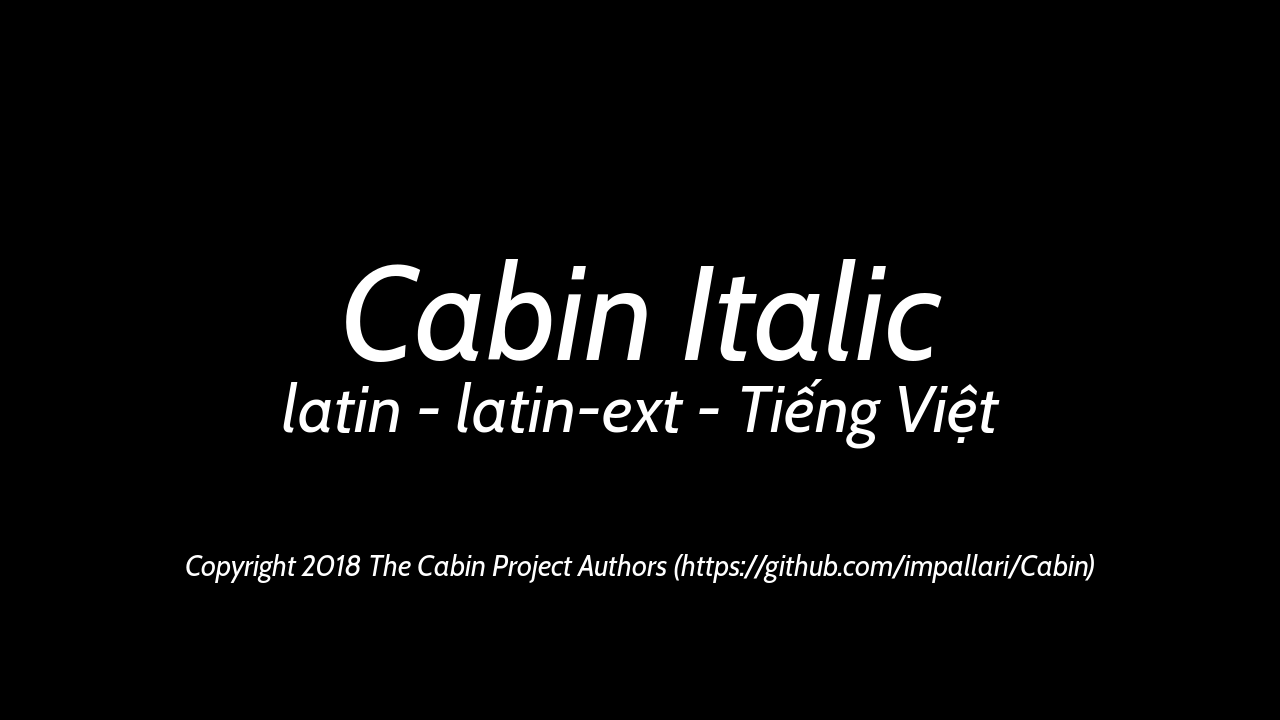 Cabin Italic
latin - latin-ext - Tiếng Việt
Copyright 2018 The Cabin Project Authors (https://github.com/impallari/Cabin)